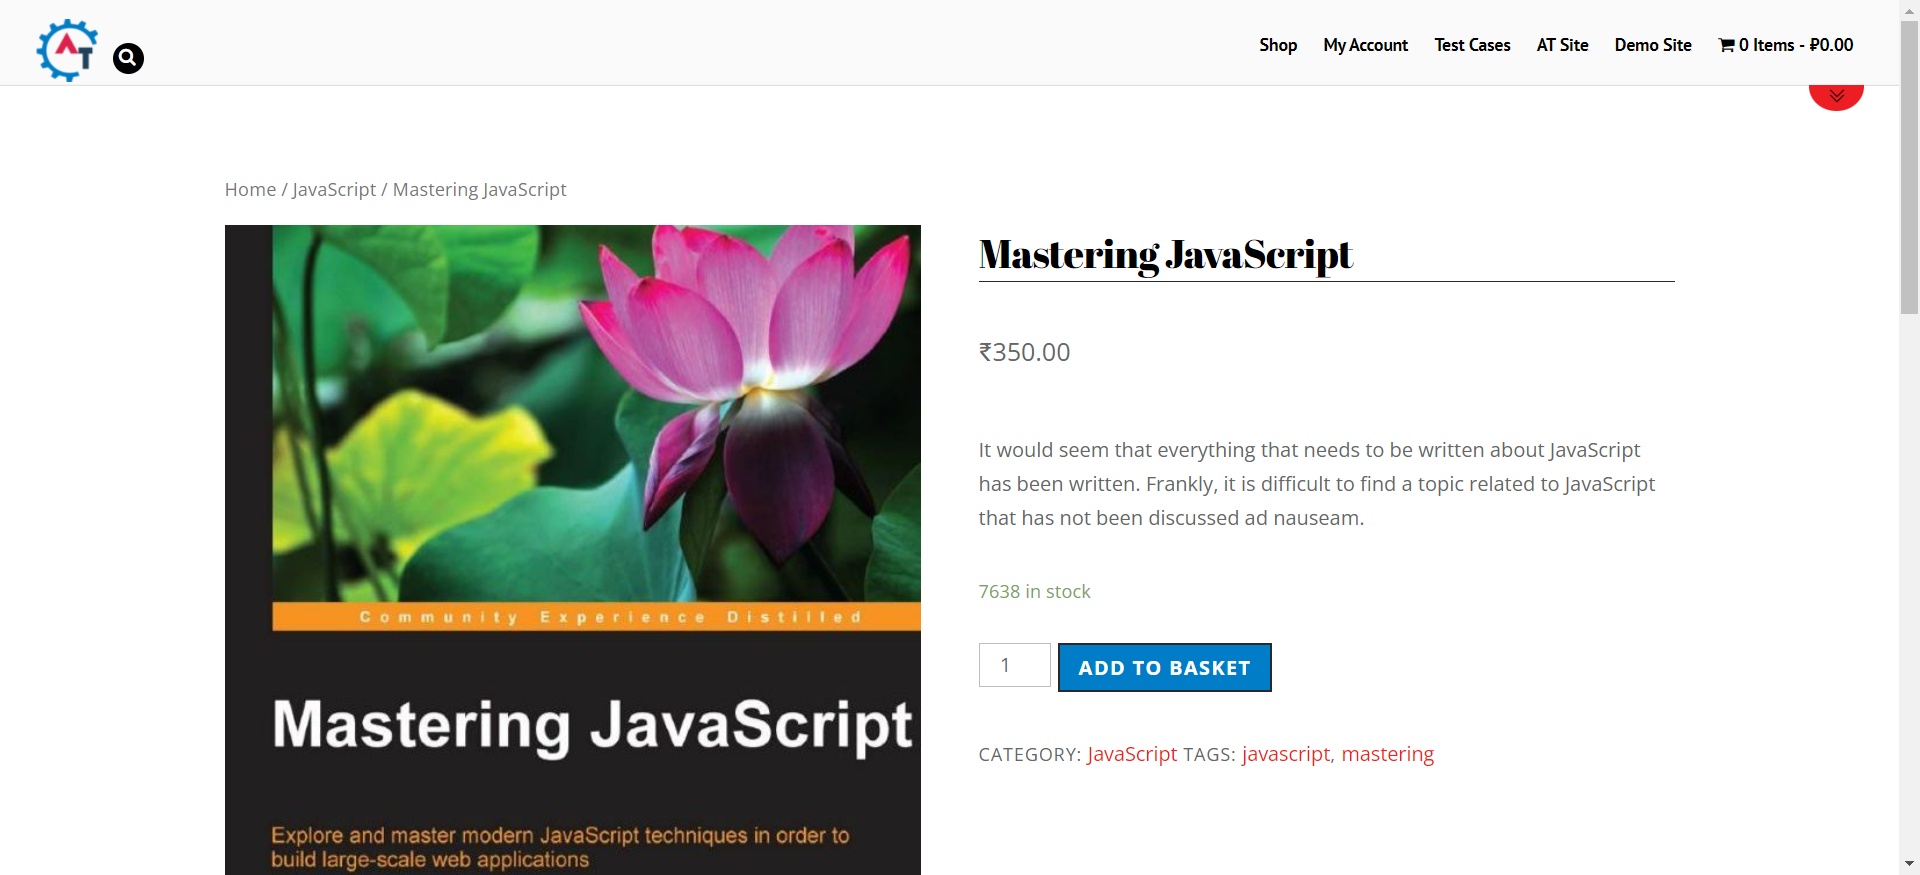 AT
Shop My Account Test Cases AT Site Demo Site 0 Items - ₽0.00
Home / JavaScript / Mastering JavaScript
Community Experience Distilled
Mastering JavaScript
Explore and master modern JavaScript techniques in order to
build large-scale web applications
Mastering JavaScript
₹350.00
It would seem that everything that needs to be written about JavaScript
has been written. Frankly, it is difficult to find a topic related to JavaScript
that has not been discussed ad nauseam.
7638 in stock
1 ADD TO BASKET
CATEGORY: JavaScript TAGS: javascript, mastering